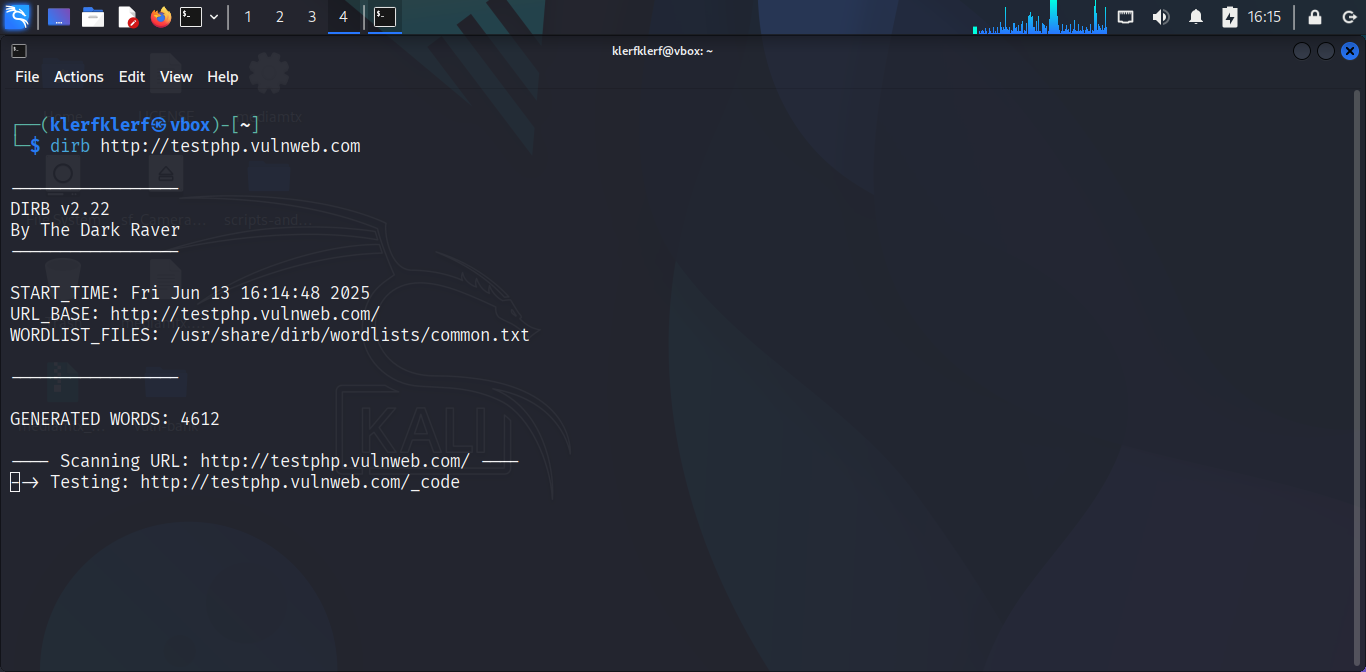 1 2 3 4 16:15
klerfklerf@vbox: ~
File Actions Edit View Help
┌──(klerfklerf㉿vbox)-[~]
└─$ dirb http://testphp.vulnweb.com
-----------------
DIRB v2.22
By The Dark Raver
-----------------
START_TIME: Fri Jun 13 16:14:48 2025
URL_BASE: http://testphp.vulnweb.com/
WORDLIST_FILES: /usr/share/dirb/wordlists/common.txt
-----------------
GENERATED WORDS: 4612
---- Scanning URL: http://testphp.vulnweb.com/ ----
--> Testing: http://testphp.vulnweb.com/_code
KALI